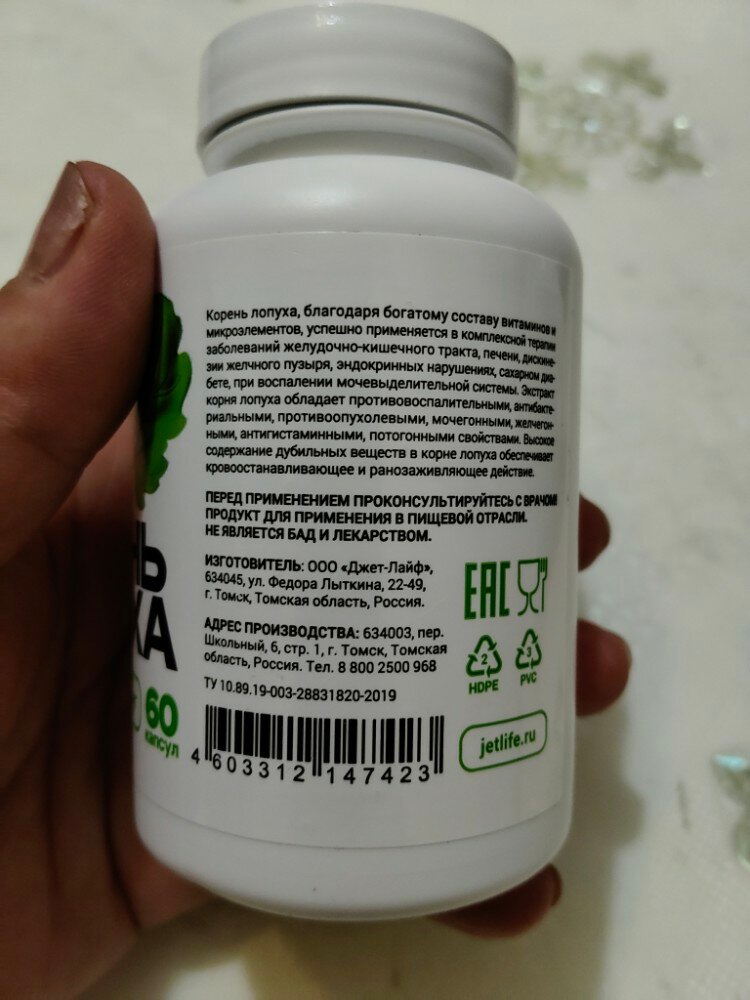 Корень лопуха, благодаря богатому составу витаминов и
микроэлементов, успешно применяется в комплексной терапии
заболеваний желудочно-кишечного тракта, печени, дискине-
зии желчного пузыря, эндокринных нарушениях, сахарном диа-
бете, при воспалении мочевыделительной системы. Экстракт
корня лопуха обладает противовоспалительными, антибакте-
риальными, противоопухолевыми, мочегонными, желчегон-
ными, антигистаминными, потогонными свойствами. Высокое
содержание дубильных веществ в корне лопуха обеспечивает
кровоостанавливающее и ранозаживляющее действие.
ПЕРЕД ПРИМЕНЕНИЕМ ПРОКОНСУЛЬТИРУЙТЕСЬ С ВРАЧОМ!
ПРОДУКТ ДЛЯ ПРИМЕНЕНИЯ В ПИЩЕВОЙ ОТРАСЛИ.
НЕ ЯВЛЯЕТСЯ БАД И ЛЕКАРСТВОМ.
ИЗГОТОВИТЕЛЬ: ООО «Джет-Лайф»,
634045, ул. Федора Лыткина, 22-49,
г. Томск, Томская область, Россия.
АДРЕС ПРОИЗВОДСТВА: 634003, пер.
Школьный, 6, стр. 1, г. Томск, Томская
область, Россия. Тел. 8 800 2500 968
ТУ 10.89.19-003-28831820-2019
4 603312 147423
EAC
2
HDPE
3
PVC
jetlife.ru
НЬ
ХА
60
капсул